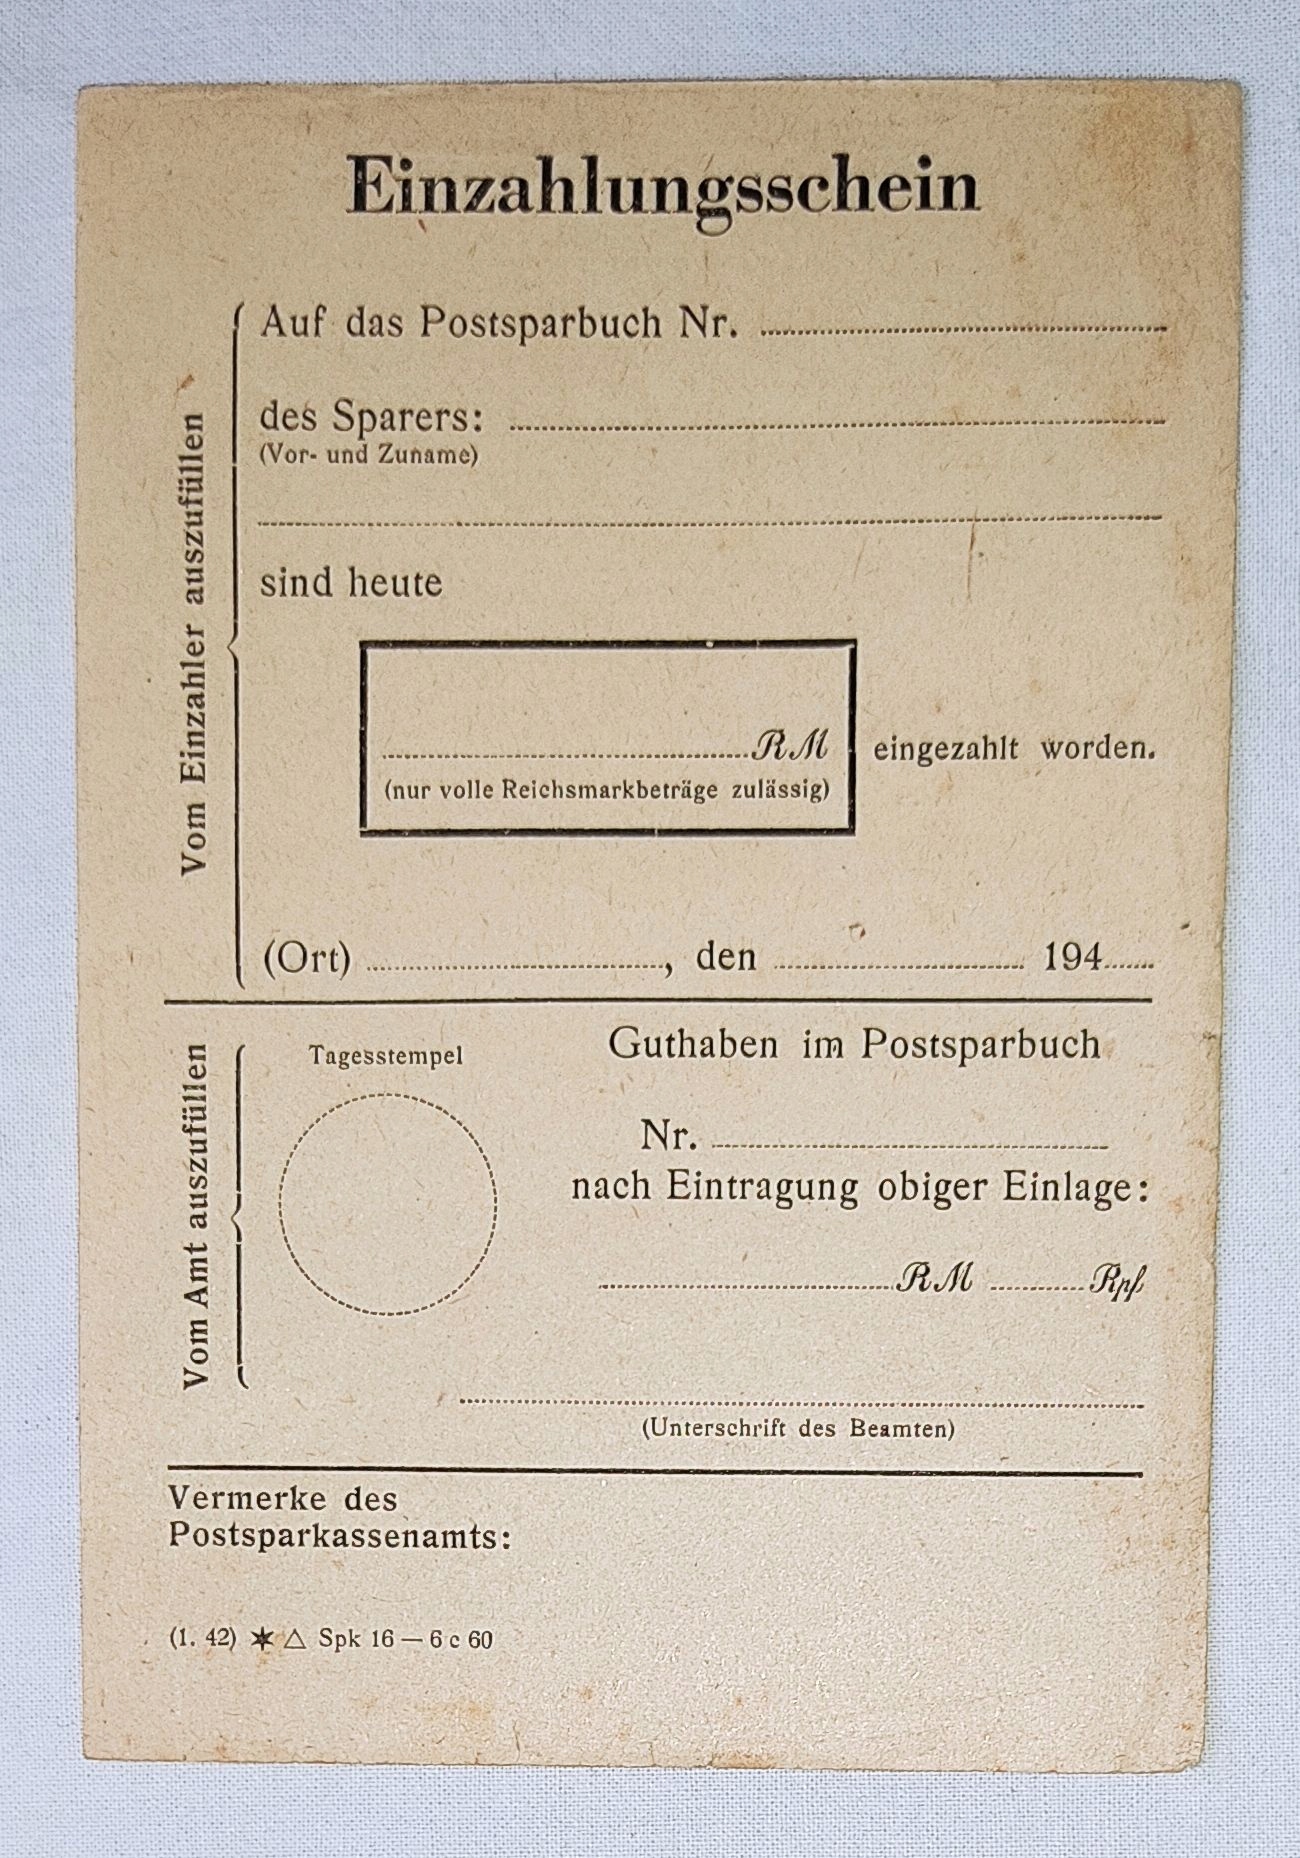 Einzahlungsschein
Vom Einzahler auszufüllen
Auf das Postsparbuch Nr.
des Sparers:
(Vor- und Zuname)
sind heute
RM eingezahlt worden.
(nur volle Reichsmarkbeträge zulässig)
(Ort) , den 194
Vom Amt auszufüllen
Tagesstempel
Guthaben im Postsparbuch
Nr.
nach Eintragung obiger Einlage:
RM Rpf
(Unterschrift des Beamten)
Vermerke des
Postsparkassenamts:
(1. 42) ✶ △ Spk 16 — 6 c 60